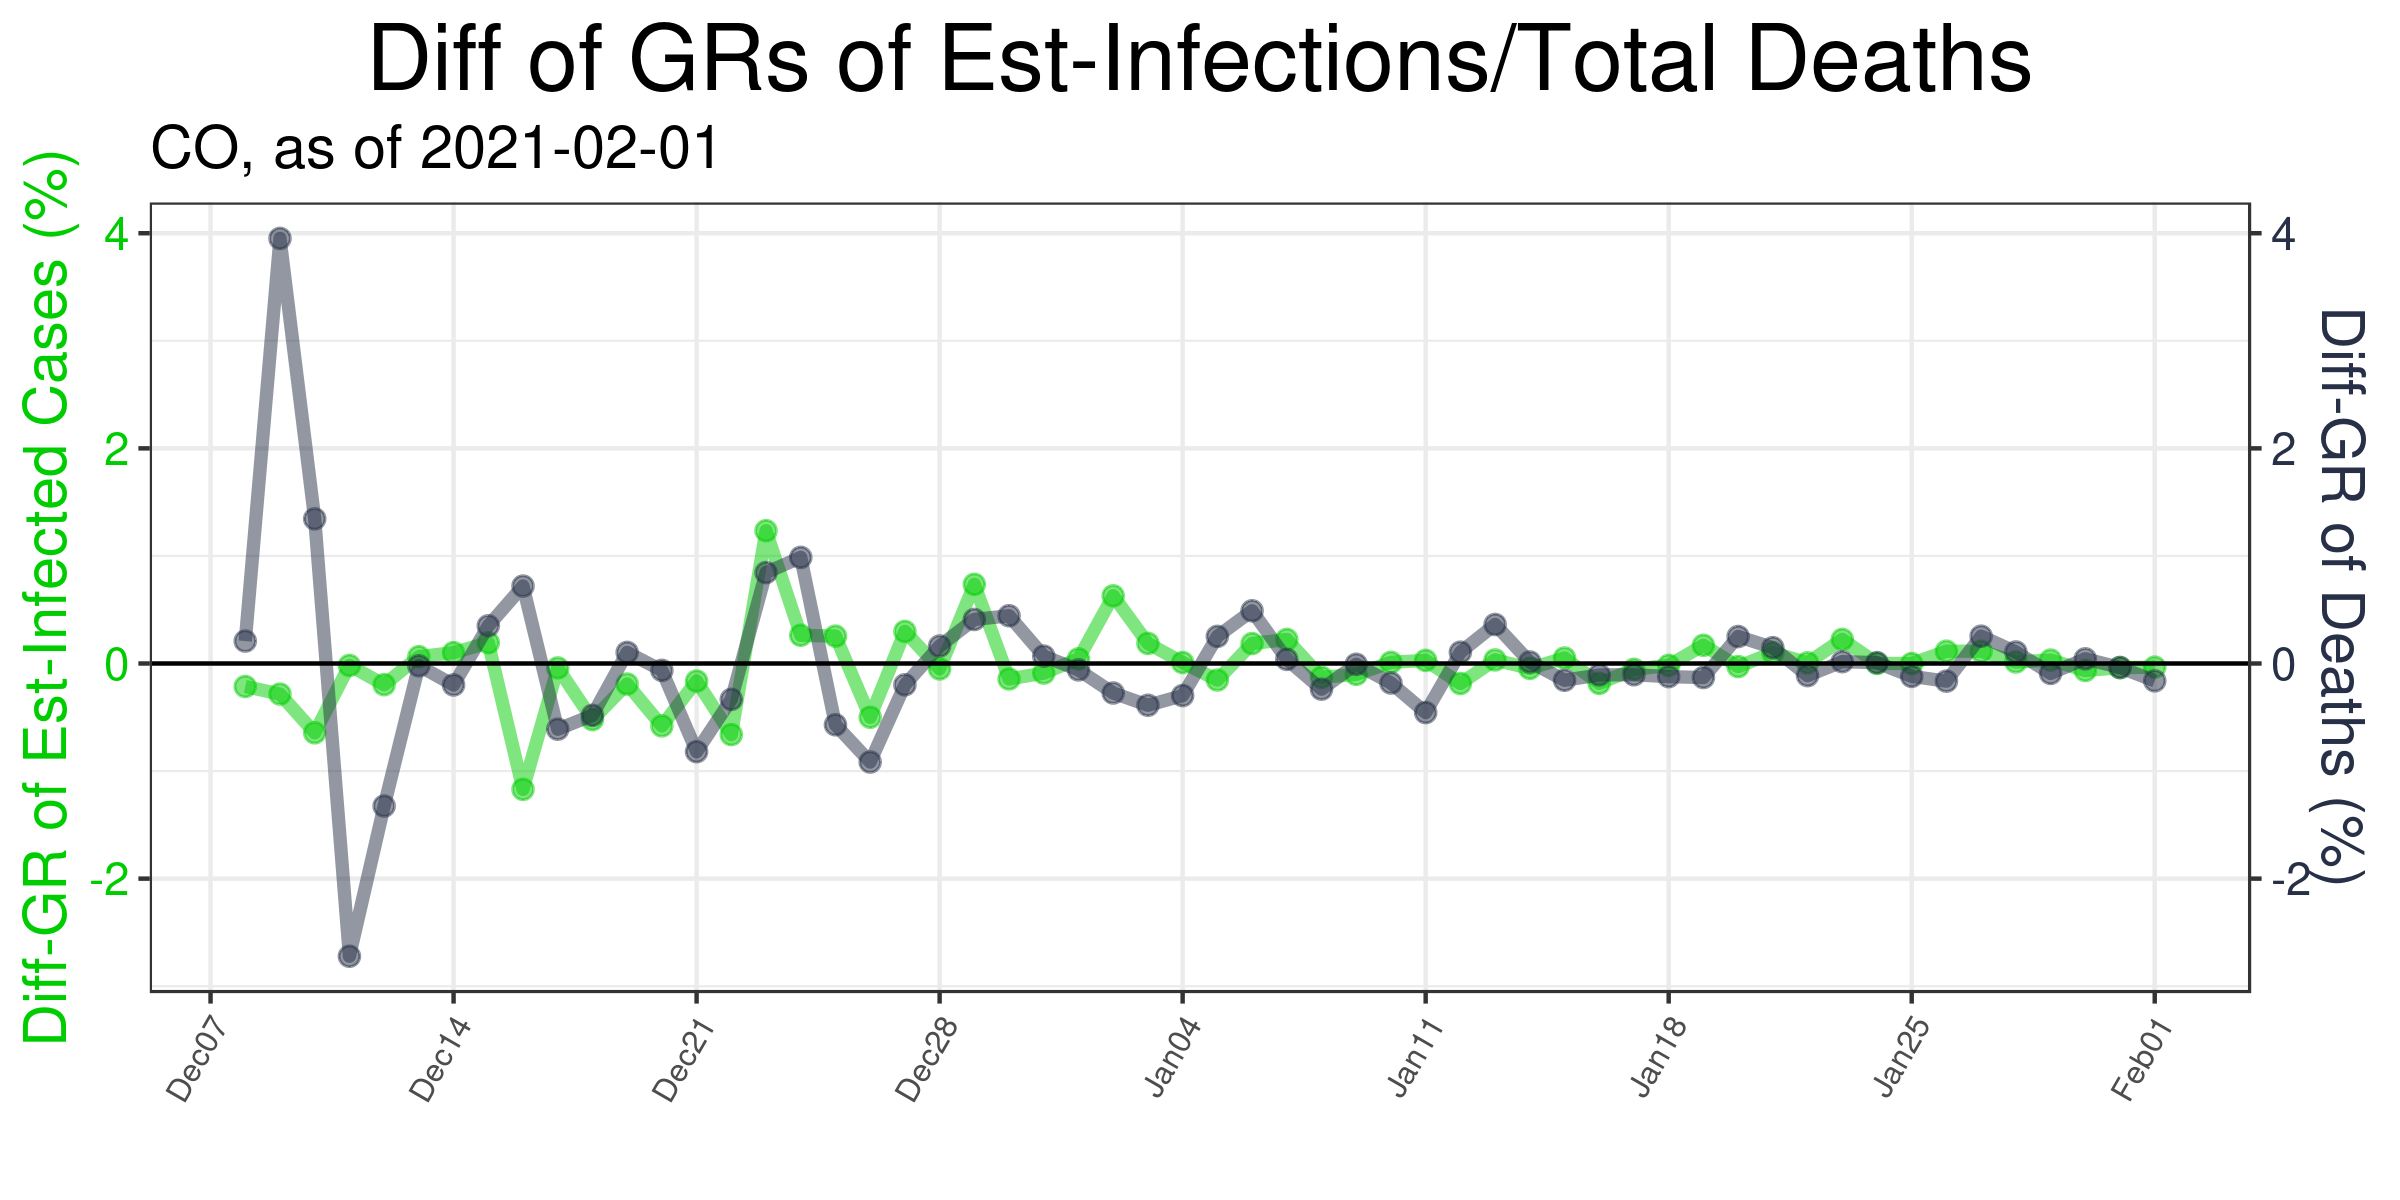 Diff of GRs of Est-Infections/Total Deaths
CO, as of 2021-02-01
Diff-GR of Est-Infected Cases (%)
4
2
0
-2
4
2
0
-2
Diff-GR of Deaths (%)
Dec07
Dec14
Dec21
Dec28
Jan04
Jan11
Jan18
Jan25
Feb01